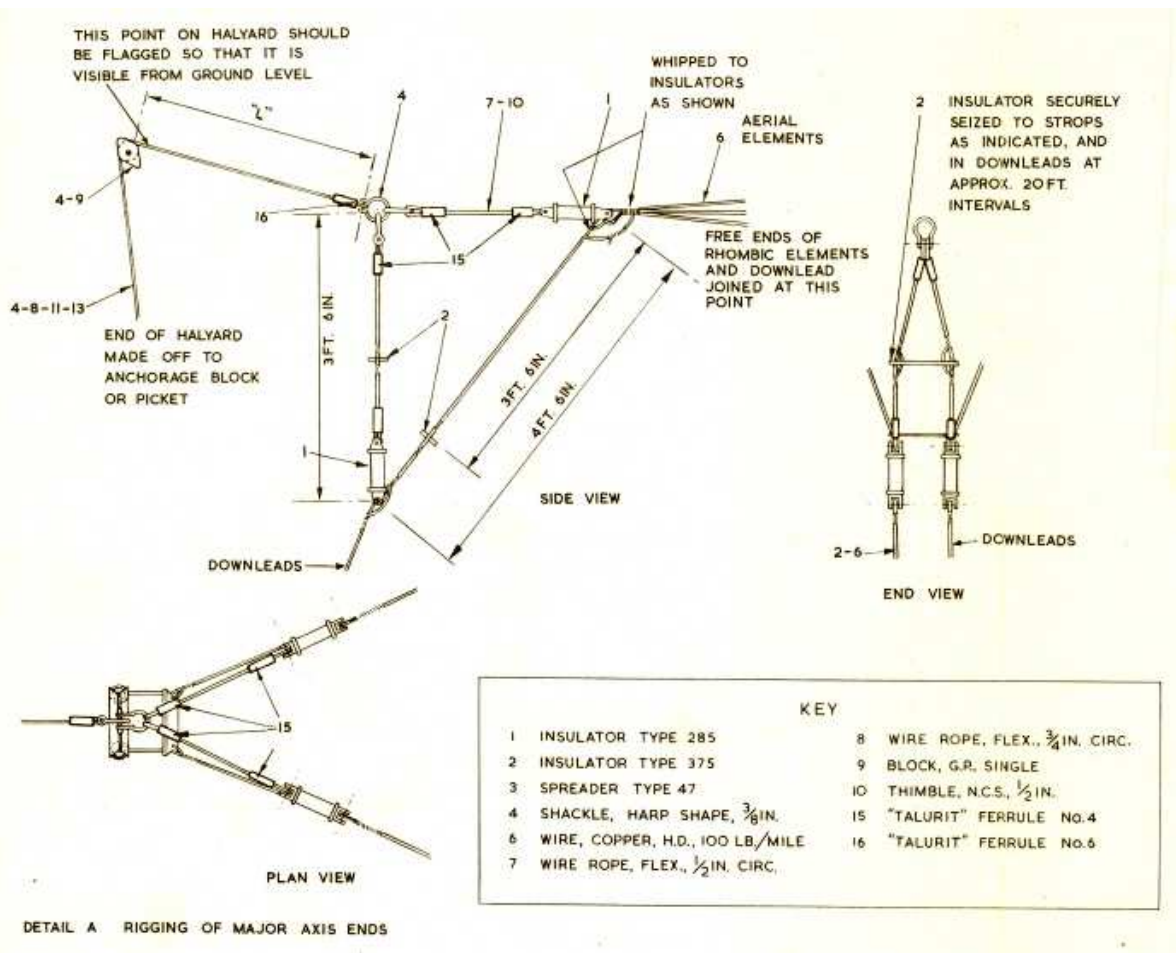 THIS POINT ON HALYARD SHOULD
BE FLAGGED SO THAT IT IS
VISIBLE FROM GROUND LEVEL
"L"
4
7-10
1
WHIPPED TO
INSULATORS
AS SHOWN
6
AERIAL
ELEMENTS
2
INSULATOR SECURELY
SEIZED TO STROPS
AS INDICATED, AND
IN DOWNLEADS AT
APPROX. 20 FT.
INTERVALS
4-9
16
15
FREE ENDS OF
RHOMBIC ELEMENTS
AND DOWNLEAD
JOINED AT THIS
POINT
4-8-11-13
END OF HALYARD
MADE OFF TO
ANCHORAGE BLOCK
OR PICKET
3FT. 6IN.
2
3FT. 6IN.
4FT. 6IN.
1
SIDE VIEW
DOWNLEADS
2-6
DOWNLEADS
END VIEW
15
PLAN VIEW
KEY
1 INSULATOR TYPE 285
2 INSULATOR TYPE 375
3 SPREADER TYPE 47
4 SHACKLE, HARP SHAPE, 3/8IN.
6 WIRE, COPPER, H.D., 100 LB./MILE
7 WIRE ROPE, FLEX., 1/2IN. CIRC.
8 WIRE ROPE, FLEX., 3/4IN. CIRC.
9 BLOCK, G.P., SINGLE
10 THIMBLE, N.C.S., 1/2IN.
15 "TALURIT" FERRULE No.4
16 "TALURIT" FERRULE No.6
DETAIL A RIGGING OF MAJOR AXIS ENDS